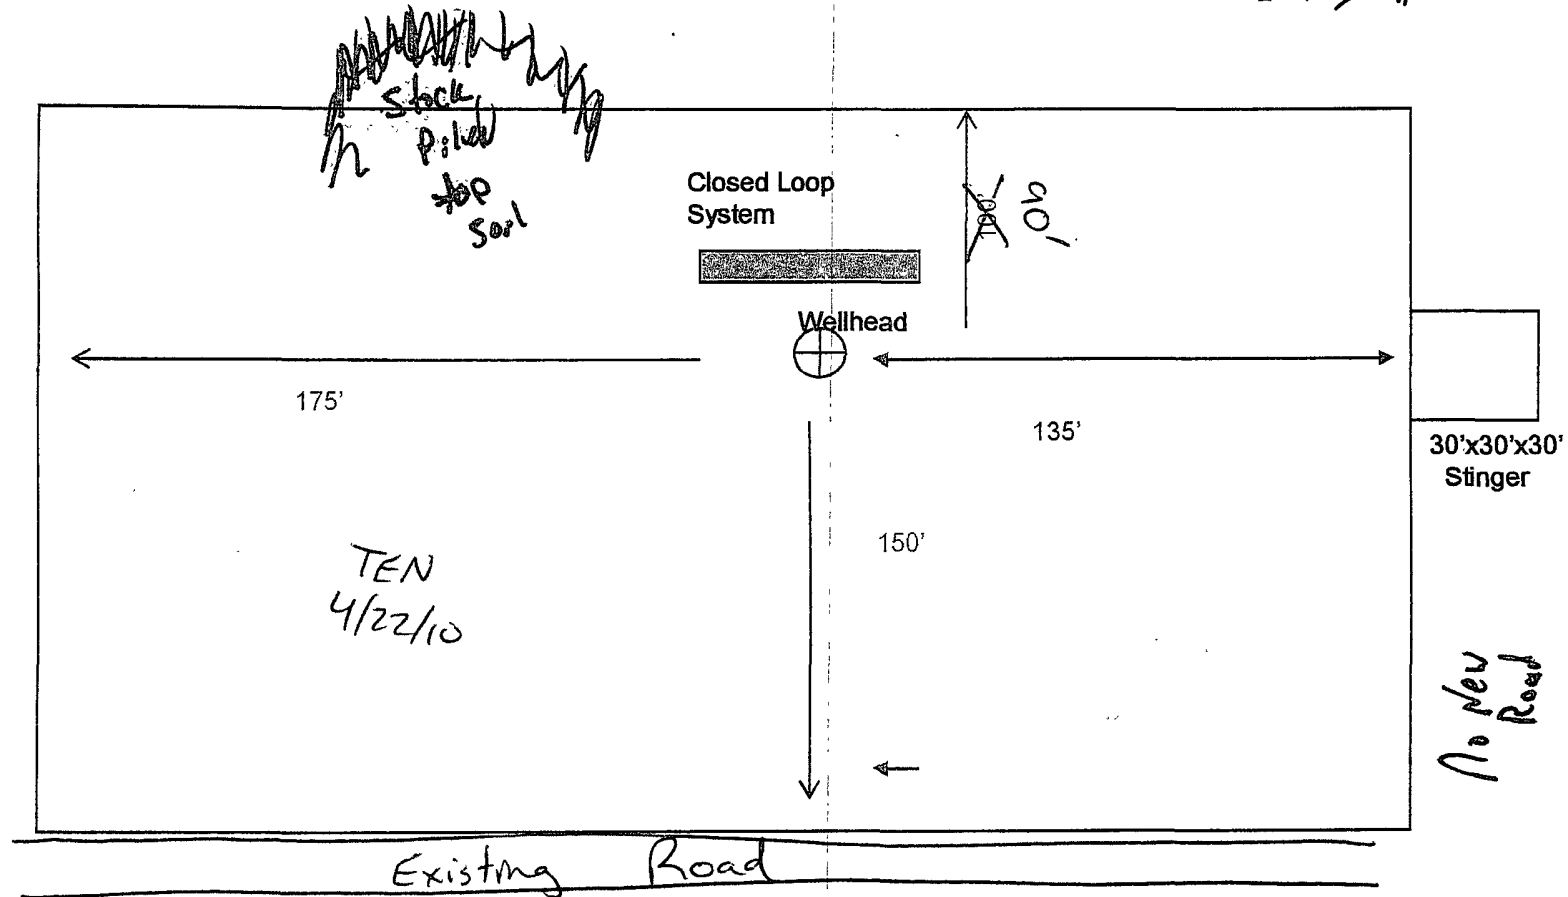 Stock
Piled
top
Soil
Closed Loop
System
100'
Wellhead
175'
135'
30'x30'x30'
Stinger
150'
TEN
4/22/10
No New
Road
Existing Road